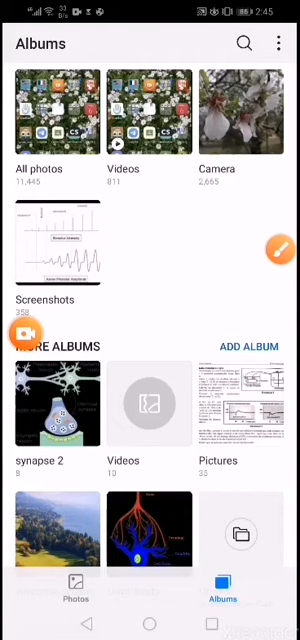 33
B/s
2:45
Albums
All photos
Videos
Camera
11,445
811
2,665
Screenshots
358
MORE ALBUMS
ADD ALBUM
synapse 2
Videos
Pictures
8
10
35
Photos
Albums